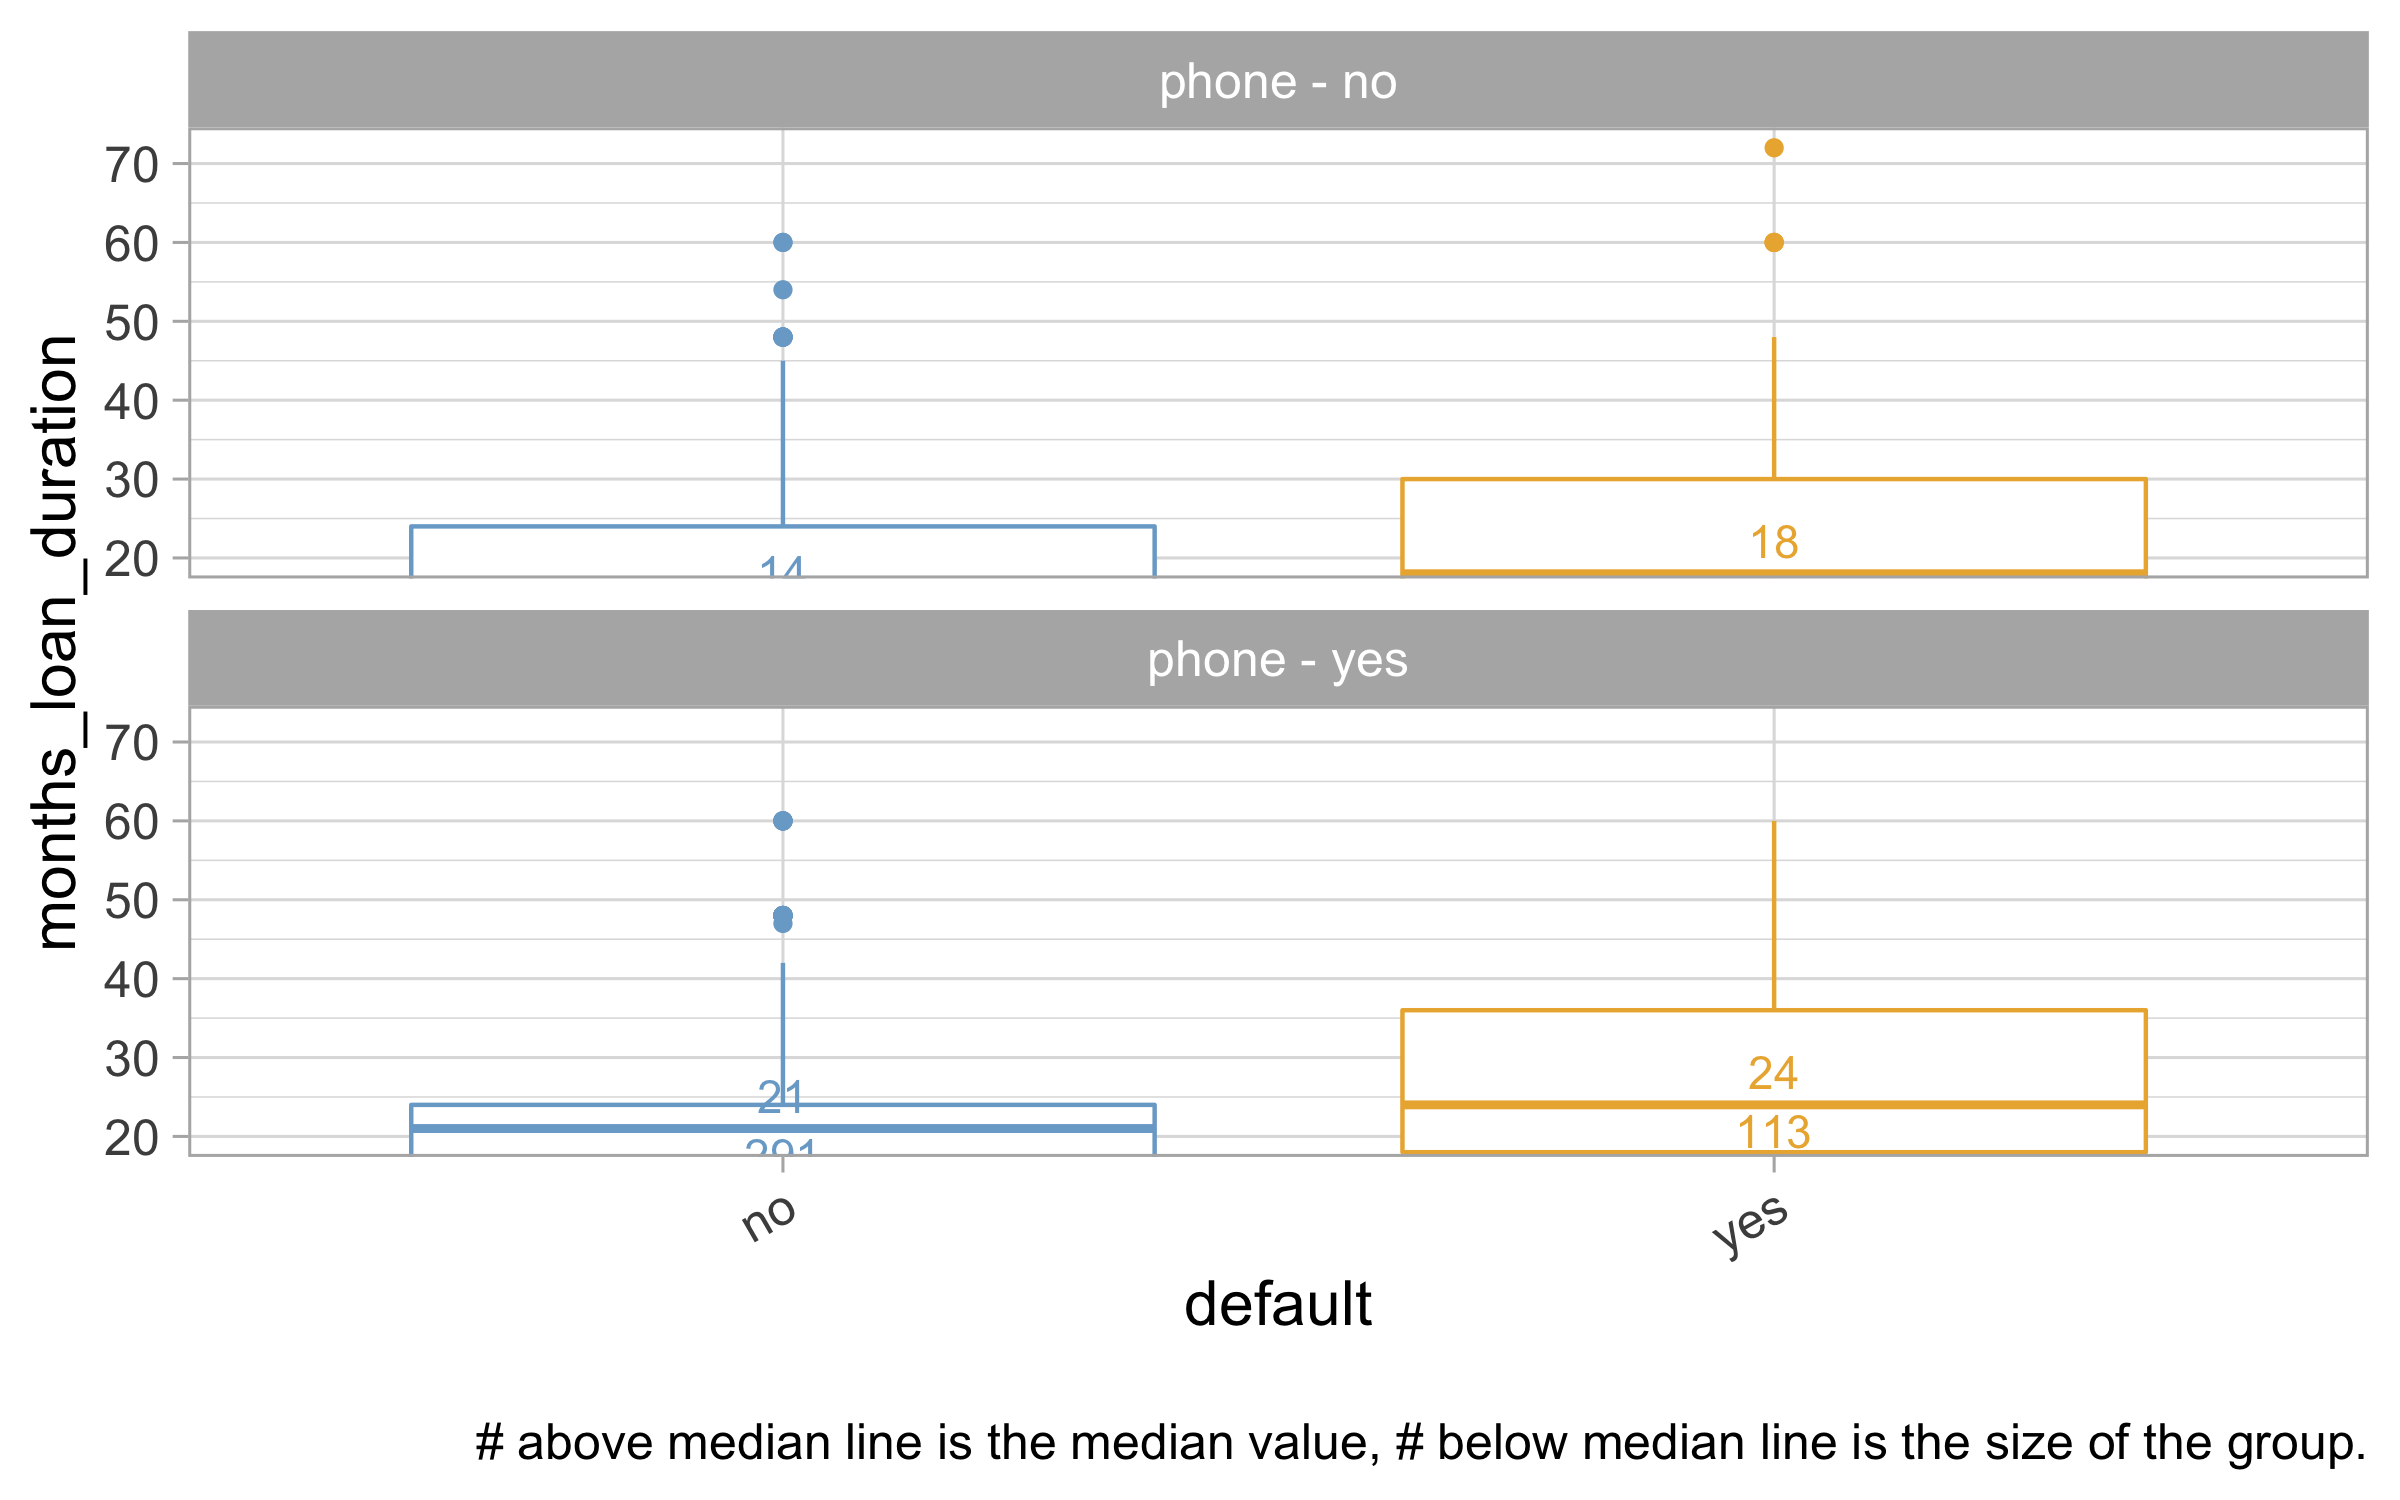 phone - no
70
60
50
40
30
20
14
18
phone - yes
70
60
50
40
30
20
21
291
24
113
no
yes
default
months_loan_duration
# above median line is the median value, # below median line is the size of the group.